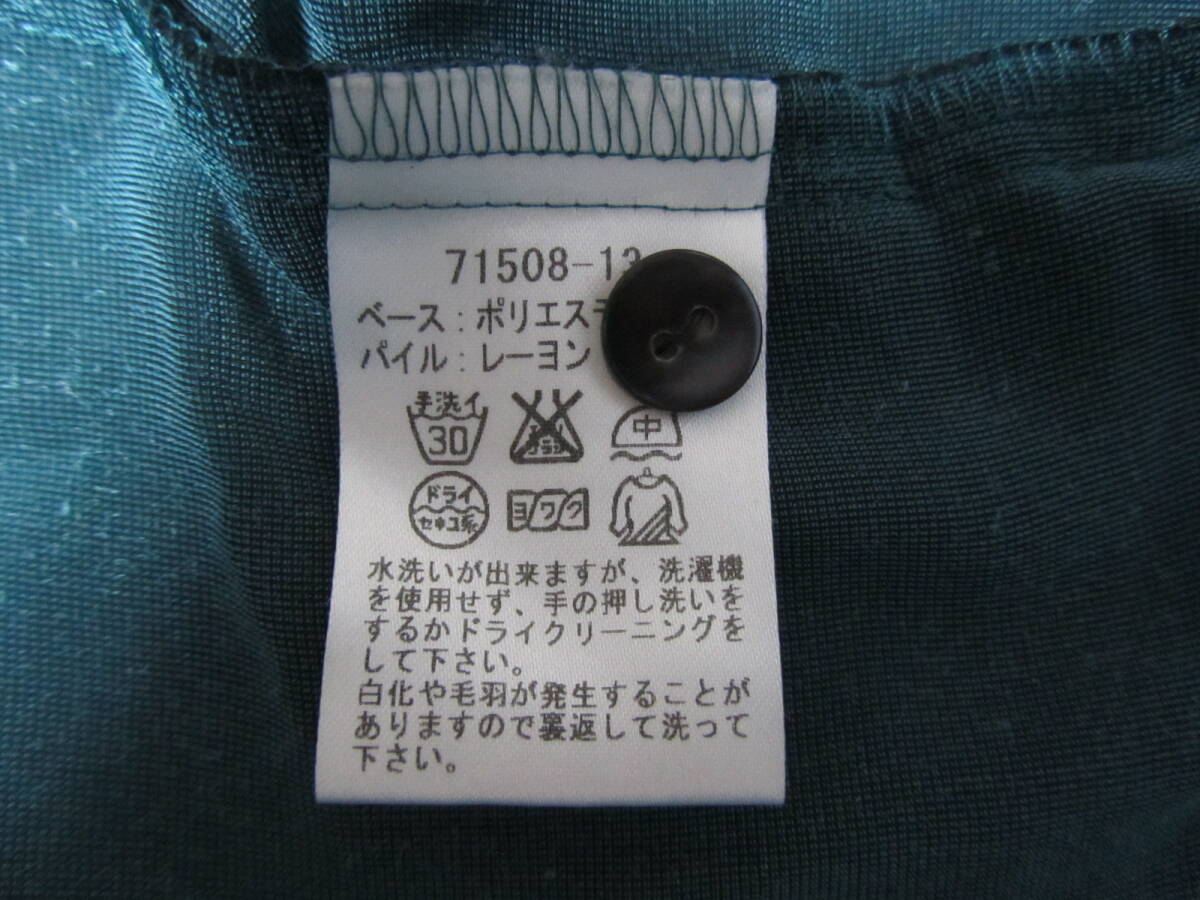 71508-13
ベース:ポリエステ
パイル:レーヨン
手洗イ
30
中
ドライ
セキユ系
ヨワク
水洗いが出来ますが、洗濯機
を使用せず、手の押し洗いを
するかドライクリーニングを
して下さい。
白化や毛羽が発生することが
ありますので裏返して洗って
下さい。